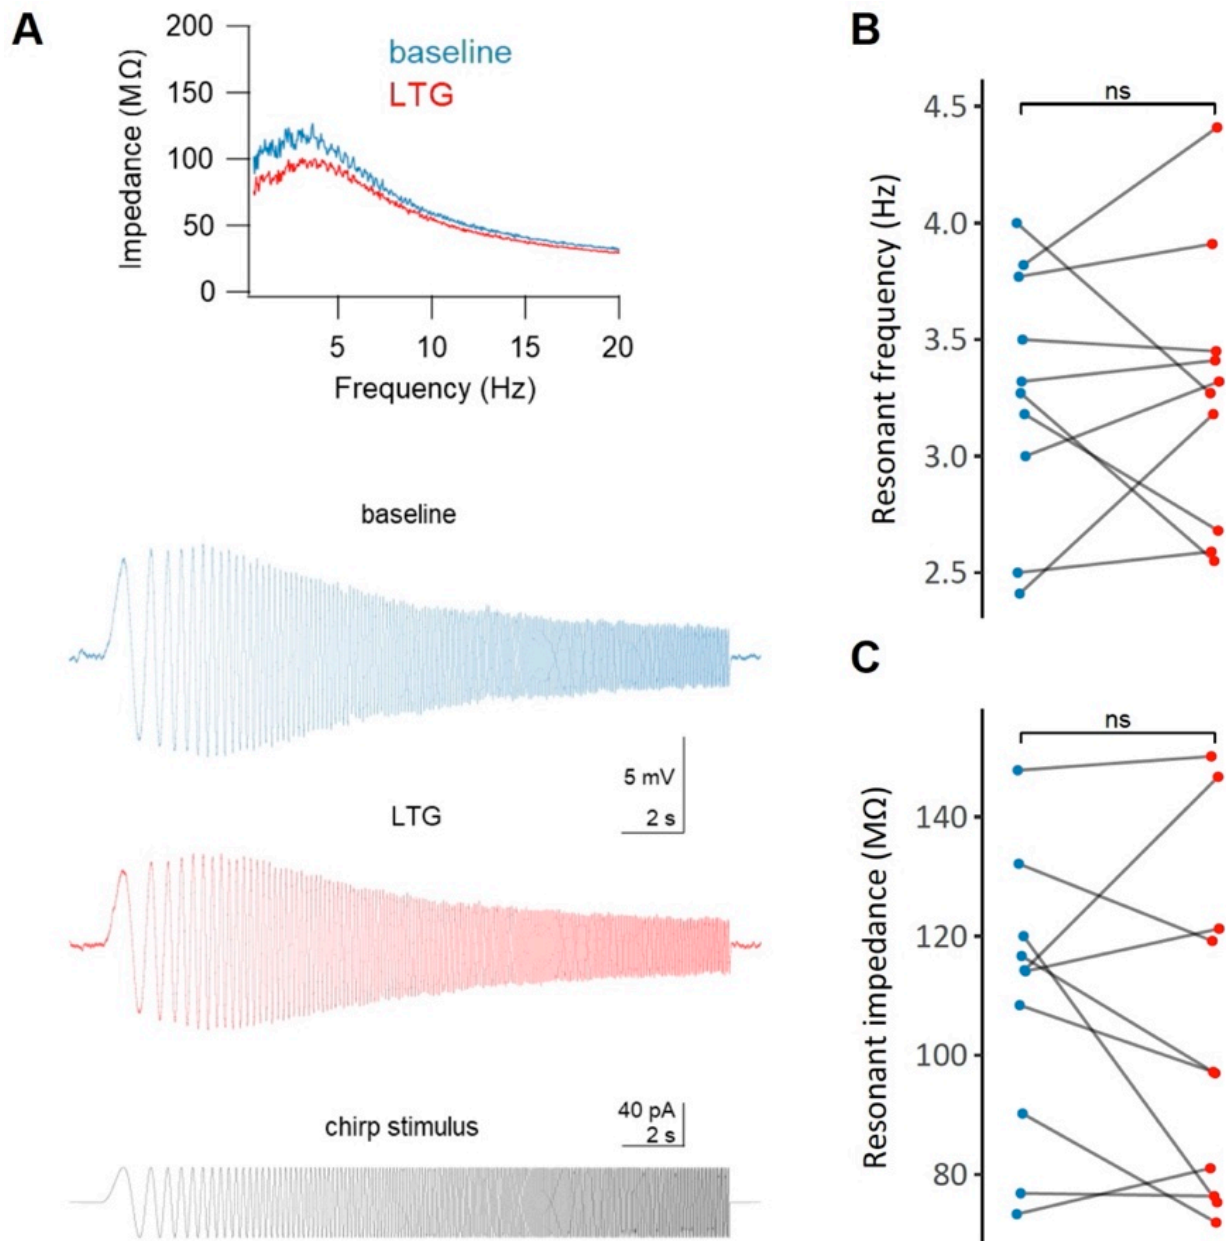 A
200
150
100
50
0
Impedance (MΩ)
baseline
LTG
5 10 15 20
Frequency (Hz)
baseline
5 mV
2 s
LTG
40 pA
2 s
chirp stimulus
B
ns
4.5
4.0
3.5
3.0
2.5
Resonant frequency (Hz)
C
ns
140
120
100
80
Resonant impedance (MΩ)